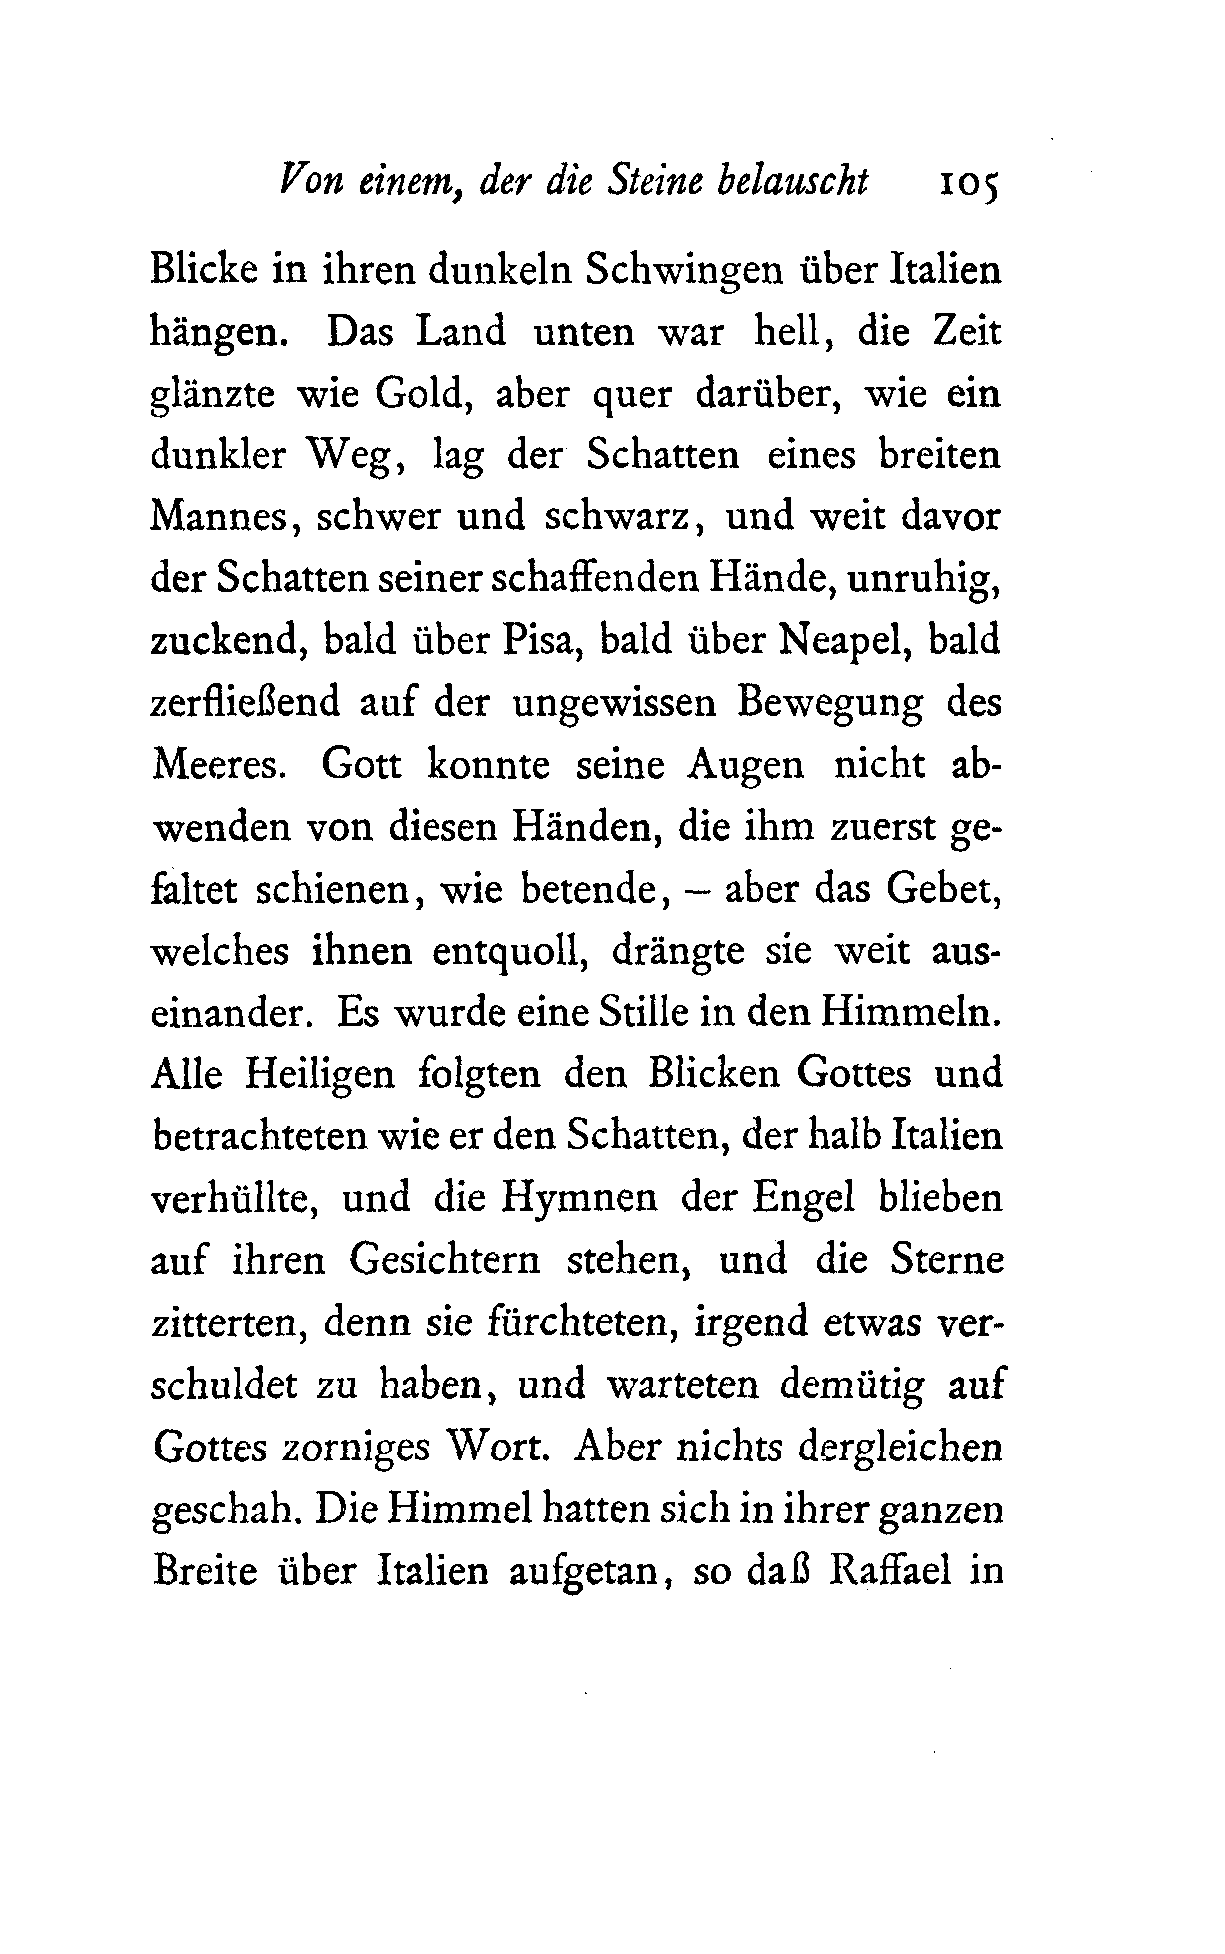 Von einem, der die Steine belauscht 105
Blicke in ihren dunkeln Schwingen über Italien
hängen. Das Land unten war hell, die Zeit
glänzte wie Gold, aber quer darüber, wie ein
dunkler Weg, lag der Schatten eines breiten
Mannes, schwer und schwarz, und weit davor
der Schatten seiner schaffenden Hände, unruhig,
zuckend, bald über Pisa, bald über Neapel, bald
zerfließend auf der ungewissen Bewegung des
Meeres. Gott konnte seine Augen nicht ab-
wenden von diesen Händen, die ihm zuerst ge-
faltet schienen, wie betende, – aber das Gebet,
welches ihnen entquoll, drängte sie weit aus-
einander. Es wurde eine Stille in den Himmeln.
Alle Heiligen folgten den Blicken Gottes und
betrachteten wie er den Schatten, der halb Italien
verhüllte, und die Hymnen der Engel blieben
auf ihren Gesichtern stehen, und die Sterne
zitterten, denn sie fürchteten, irgend etwas ver-
schuldet zu haben, und warteten demütig auf
Gottes zorniges Wort. Aber nichts dergleichen
geschah. Die Himmel hatten sich in ihrer ganzen
Breite über Italien aufgetan, so daß Raffael in